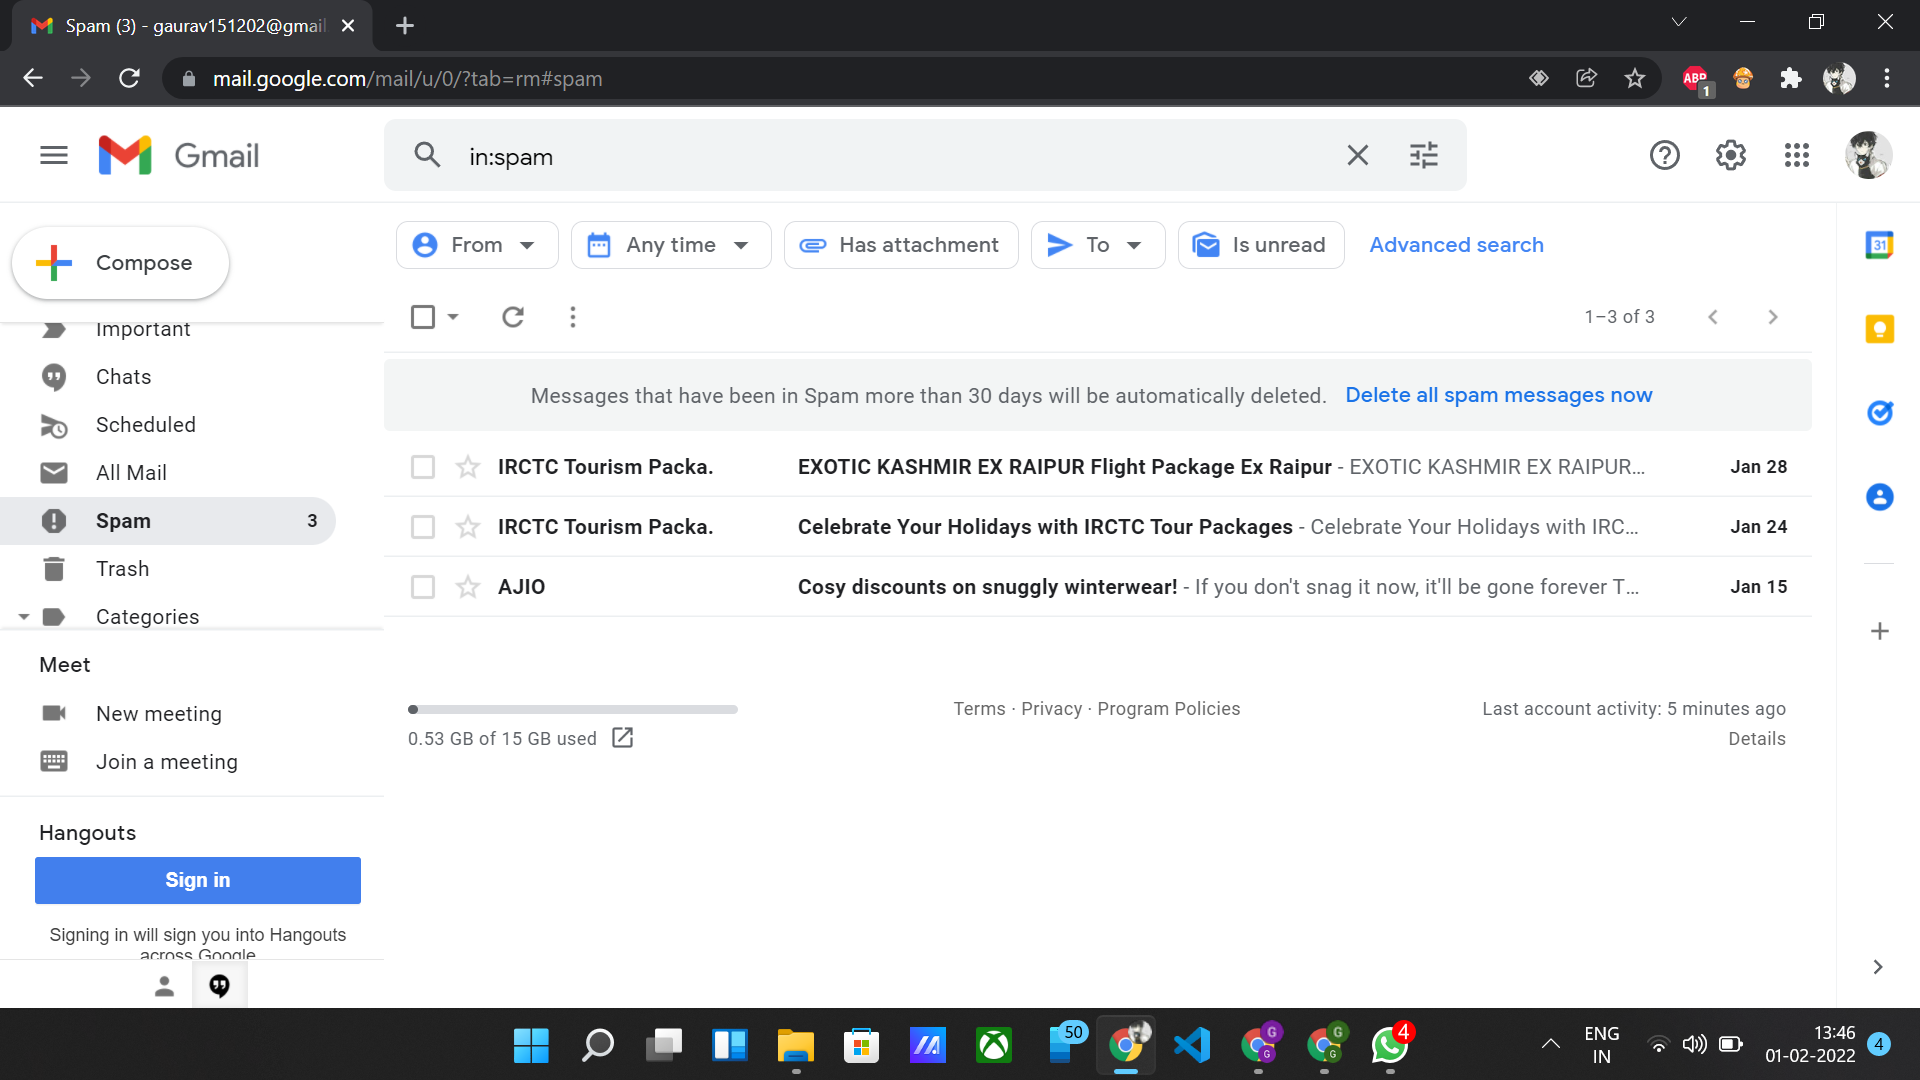 Spam (3) - gaurav151202@gmail
mail.google.com/mail/u/0/?tab=rm#spam
ABP
1
Gmail
in:spam
Compose
From
Any time
Has attachment
To
Is unread
Advanced search
31
1–3 of 3
Important
Chats
Scheduled
All Mail
Spam 3
Trash
Categories
Messages that have been in Spam more than 30 days will be automatically deleted. Delete all spam messages now
IRCTC Tourism Packa. EXOTIC KASHMIR EX RAIPUR Flight Package Ex Raipur - EXOTIC KASHMIR EX RAIPUR... Jan 28
IRCTC Tourism Packa. Celebrate Your Holidays with IRCTC Tour Packages - Celebrate Your Holidays with IRC... Jan 24
AJIO Cosy discounts on snuggly winterwear! - If you don't snag it now, it'll be gone forever T... Jan 15
Meet
New meeting
Join a meeting
0.53 GB of 15 GB used
Terms · Privacy · Program Policies
Last account activity: 5 minutes ago
Details
Hangouts
Sign in
Signing in will sign you into Hangouts
across Google
50
G
G
G
G
4
ENG
IN
13:46
01-02-2022
4